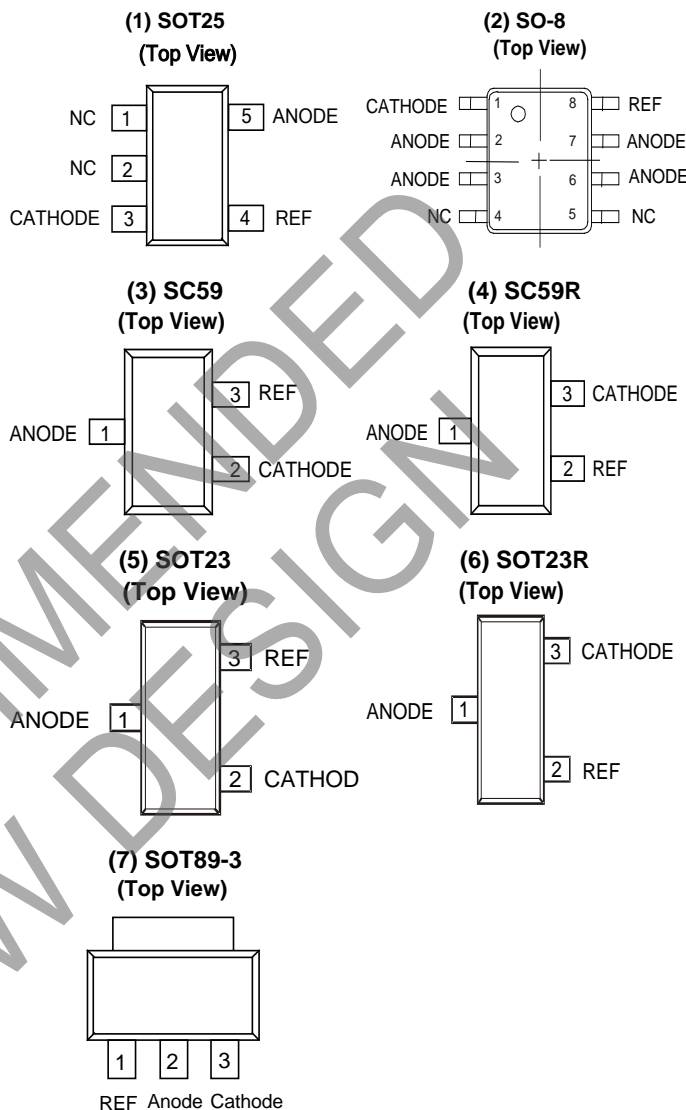 (1) SOT25
(Top View)
NC 1 5 ANODE
NC 2
CATHODE 3 4 REF
(2) SO-8
(Top View)
CATHODE 1 8 REF
ANODE 2 7 ANODE
ANODE 3 6 ANODE
NC 4 5 NC
(3) SC59
(Top View)
3 REF
ANODE 1
2 CATHODE
(4) SC59R
(Top View)
3 CATHODE
ANODE 1
2 REF
(5) SOT23
(Top View)
3 REF
ANODE 1
2 CATHOD
(6) SOT23R
(Top View)
3 CATHODE
ANODE 1
2 REF
(7) SOT89-3
(Top View)
1 2 3
REF Anode Cathode
MMENDED
W DESIGN